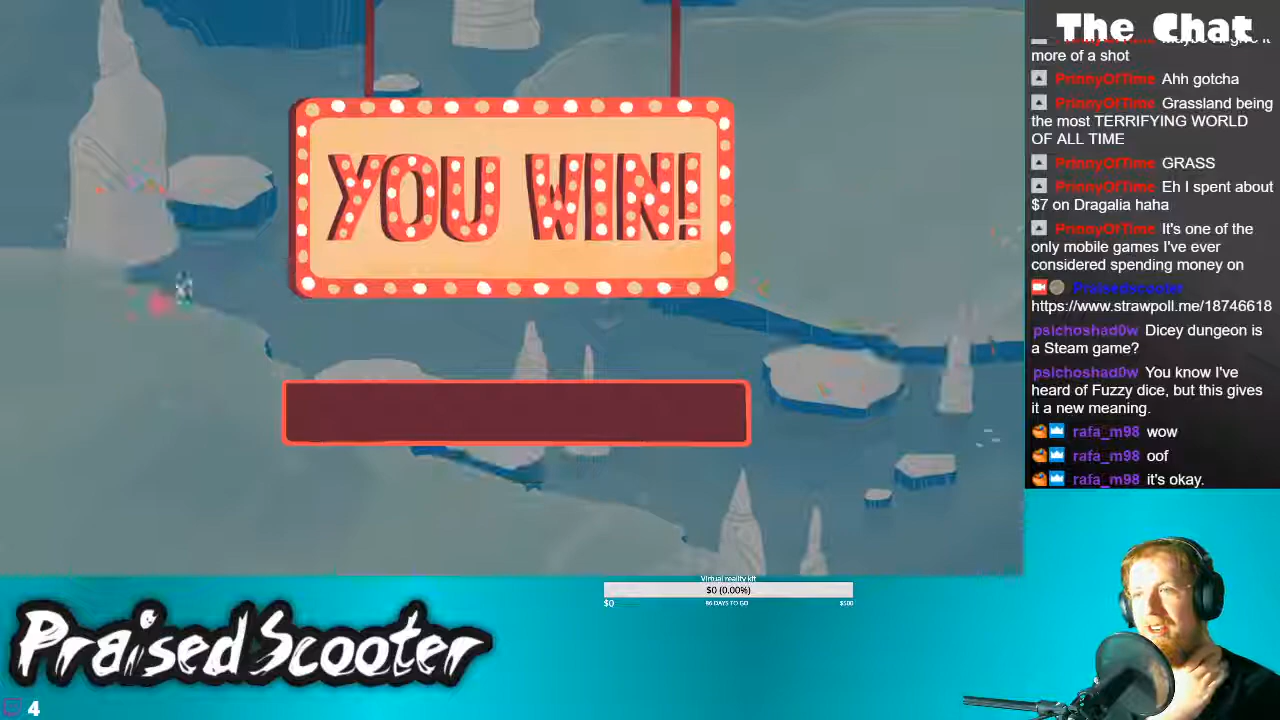 YOU WIN!
The Chat
more of a shot
PrinnyOfTime Ahh gotcha
PrinnyOfTime Grassland being
the most TERRIFYING WORLD
OF ALL TIME
PrinnyOfTime GRASS
PrinnyOfTime Eh I spent about
$7 on Dragalia haha
PrinnyOfTime It's one of the
only mobile games I've ever
considered spending money on
Praisedscooter
https://www.strawpoll.me/18746618
psichoshad0w Dicey dungeon is
a Steam game?
psichoshad0w You know I've
heard of Fuzzy dice, but this gives
it a new meaning.
rafa_m98 wow
rafa_m98 oof
rafa_m98 it's okay.
Virtual reality kit
$0 (0.00%)
$0 96 DAYS TO GO $500
PraisedScooter
4